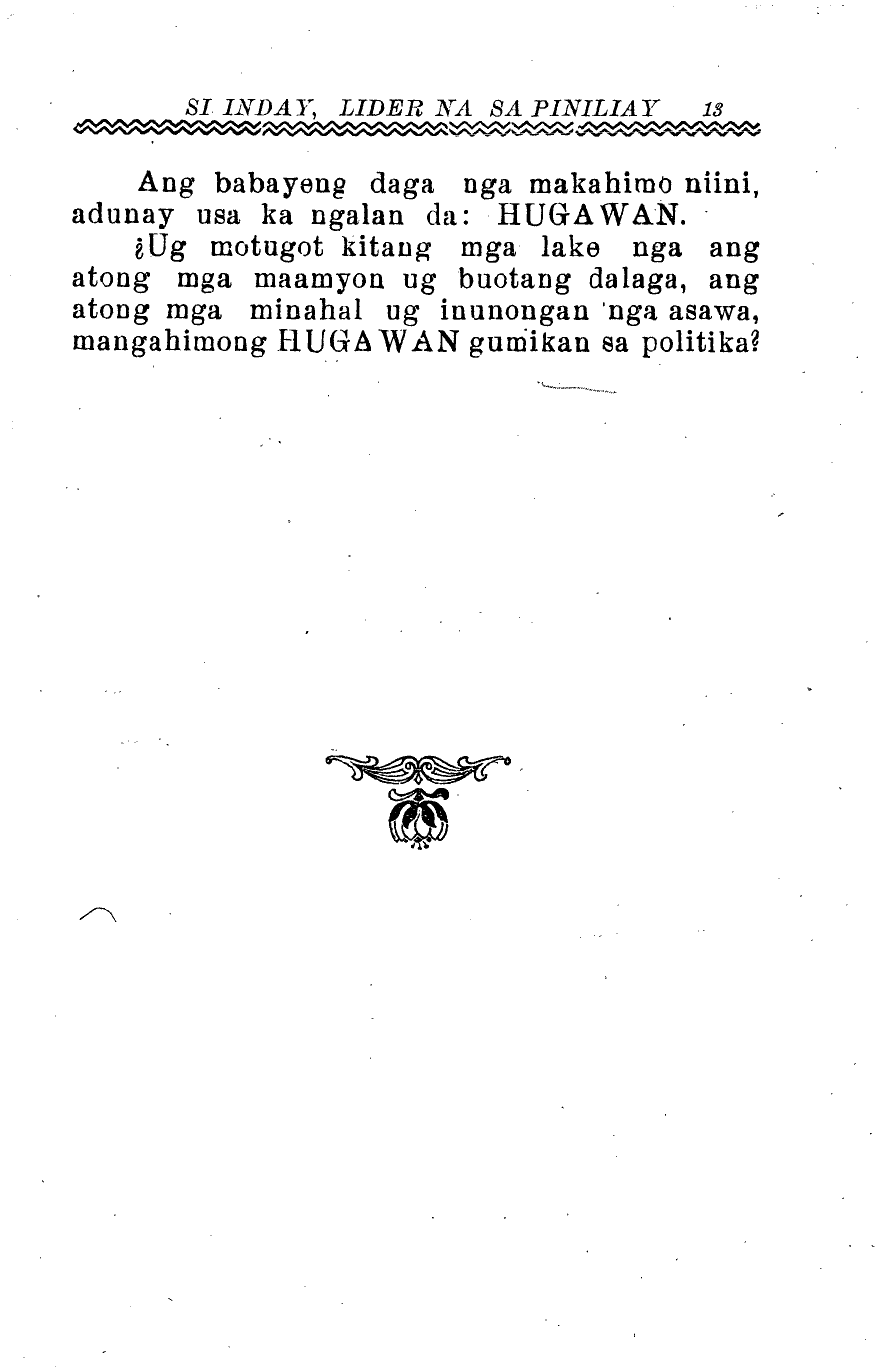 SI INDAY, LIDER NA SA PINILIAY 13
Ang babayeng daga nga makahimo niini,
adunay usa ka ngalan da: HUGAWAN.
¿Ug motugot kitang mga lake nga ang
atong mga maamyon ug buotang dalaga, ang
atong mga minahal ug inunongan nga asawa,
mangahimong HUGAWAN gumikan sa politika?